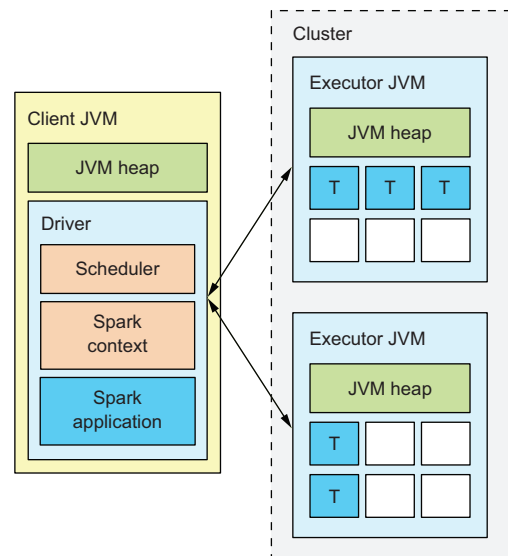 Client JVM
JVM heap
Driver
Scheduler
Spark
context
Spark
application
Cluster
Executor JVM
JVM heap
T T T
Executor JVM
JVM heap
T
T